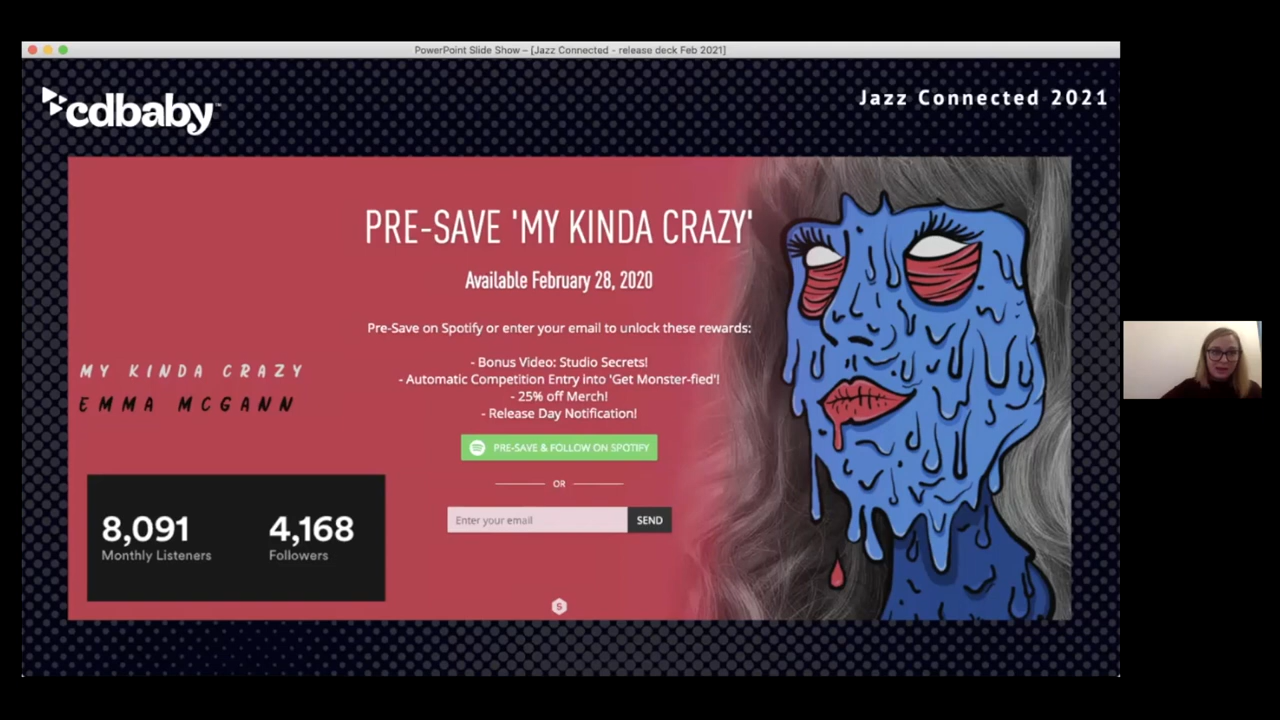 PowerPoint Slide Show – [Jazz Connected - release deck Feb 2021]
cdbaby™
Jazz Connected 2021
PRE-SAVE 'MY KINDA CRAZY'
Available February 28, 2020
Pre-Save on Spotify or enter your email to unlock these rewards:
- Bonus Video: Studio Secrets!
- Automatic Competition Entry into 'Get Monster-fied'!
- 25% off Merch!
- Release Day Notification!
PRE-SAVE & FOLLOW ON SPOTIFY
OR
Enter your email
SEND
MY KINDA CRAZY
EMMA MCGANN
8,091
Monthly Listeners
4,168
Followers
S